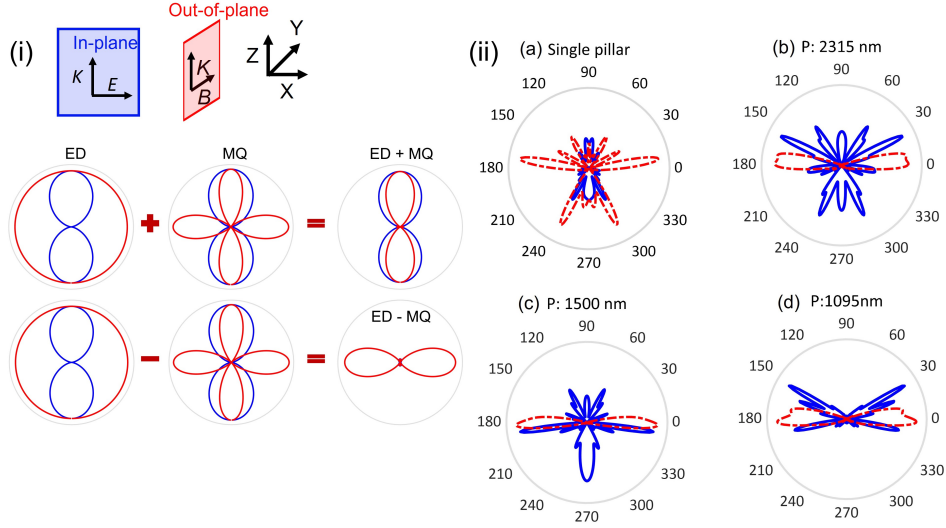 (i)
In-plane
K
E
Out-of-plane
K
B
Z
Y
X
ED
MQ
ED + MQ
+
=
ED - MQ
-
=
(ii)
(a) Single pillar
90
120
60
150
30
180
0
210
330
240
300
270
(b) P: 2315 nm
90
120
60
150
30
180
0
210
330
240
300
270
(c) P: 1500 nm
90
120
60
150
30
180
0
210
330
240
300
270
(d) P:1095nm
90
120
60
150
30
180
0
210
330
240
300
270